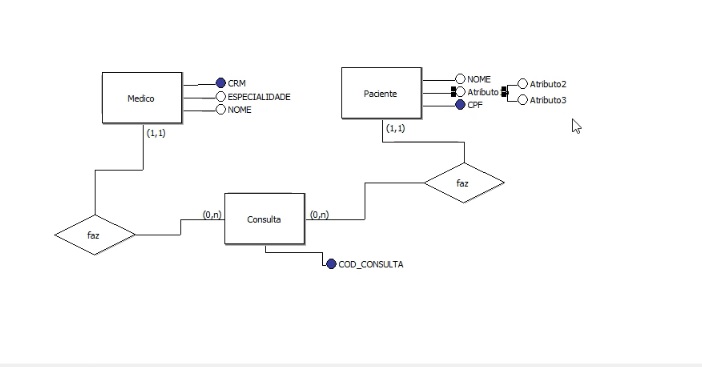 Medico
CRM
ESPECIALIDADE
NOME
(1,1)
Paciente
NOME
Atributo
CPF
Atributo2
Atributo3
(1,1)
faz
faz
(0,n)
Consulta
(0,n)
COD_CONSULTA